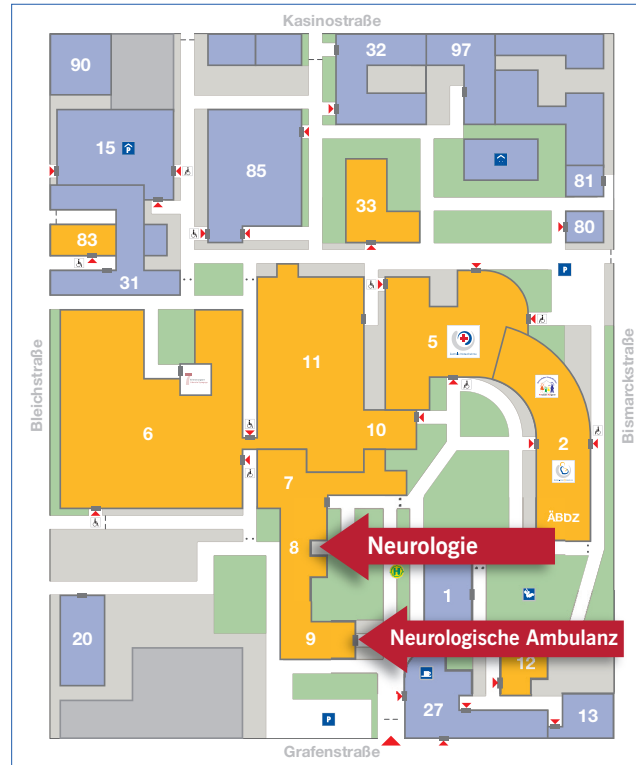 Kasinostraße
90
32
97
15
P
85
33
81
80
83
31
P
11
5
Bleichstraße
Bismarckstraße
6
10
2
7
ÄBDZ
8
Neurologie
H
1
20
9
Neurologische Ambulanz
12
27
13
P
Grafenstraße